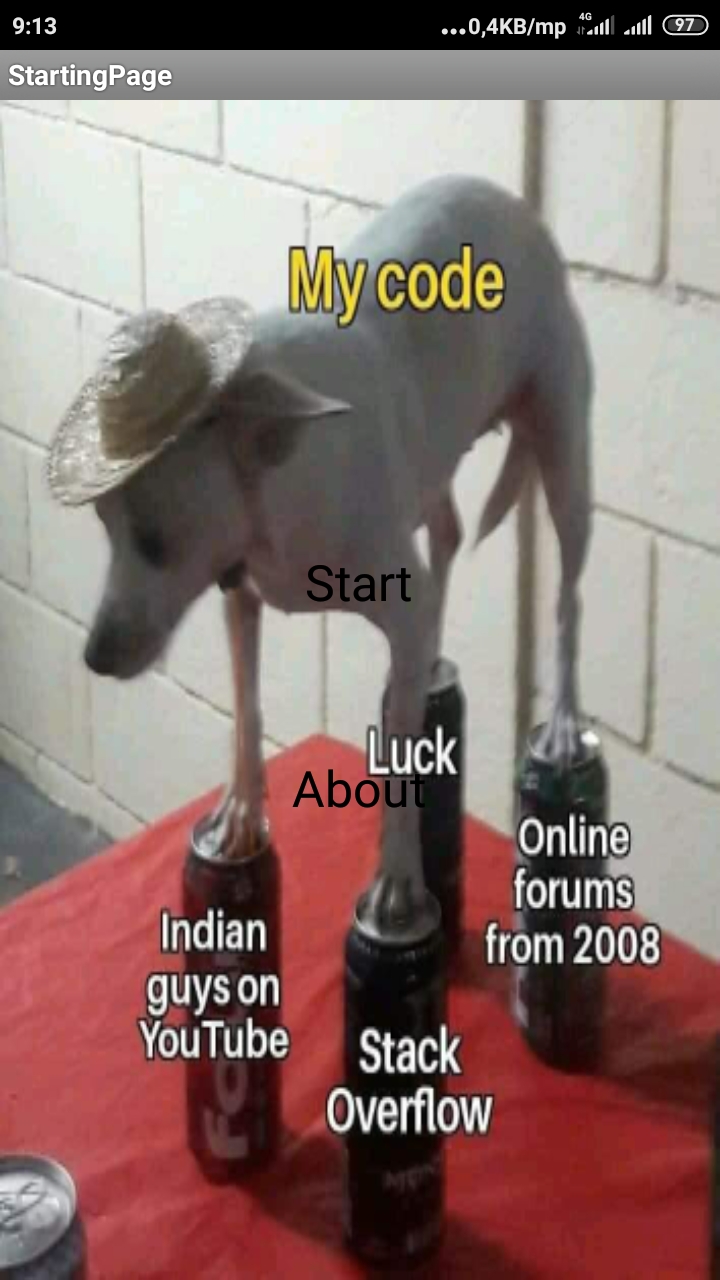 9:13
...0,4KB/mp 4G 97
StartingPage
My code
Start
Luck
About
Online
forums
from 2008
Indian
guys on
YouTube
Stack
Overflow